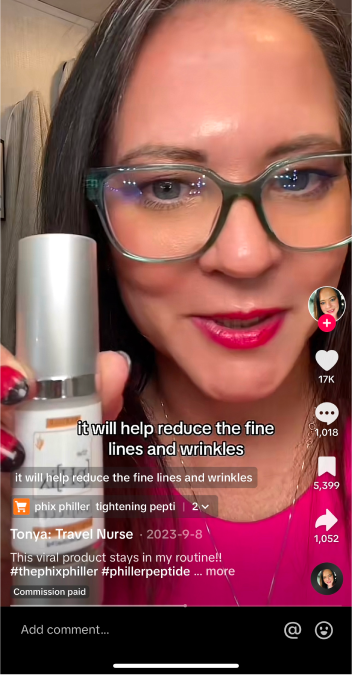 it will help reduce the fine
lines and wrinkles
17K
1,018
it will help reduce the fine lines and wrinkles
5,399
phix philler tightening pepti | 2
1,052
Tonya: Travel Nurse · 2023-9-8
This viral product stays in my routine!!
#thephixphiller #phillerpeptide ... more
Commission paid
Add comment...